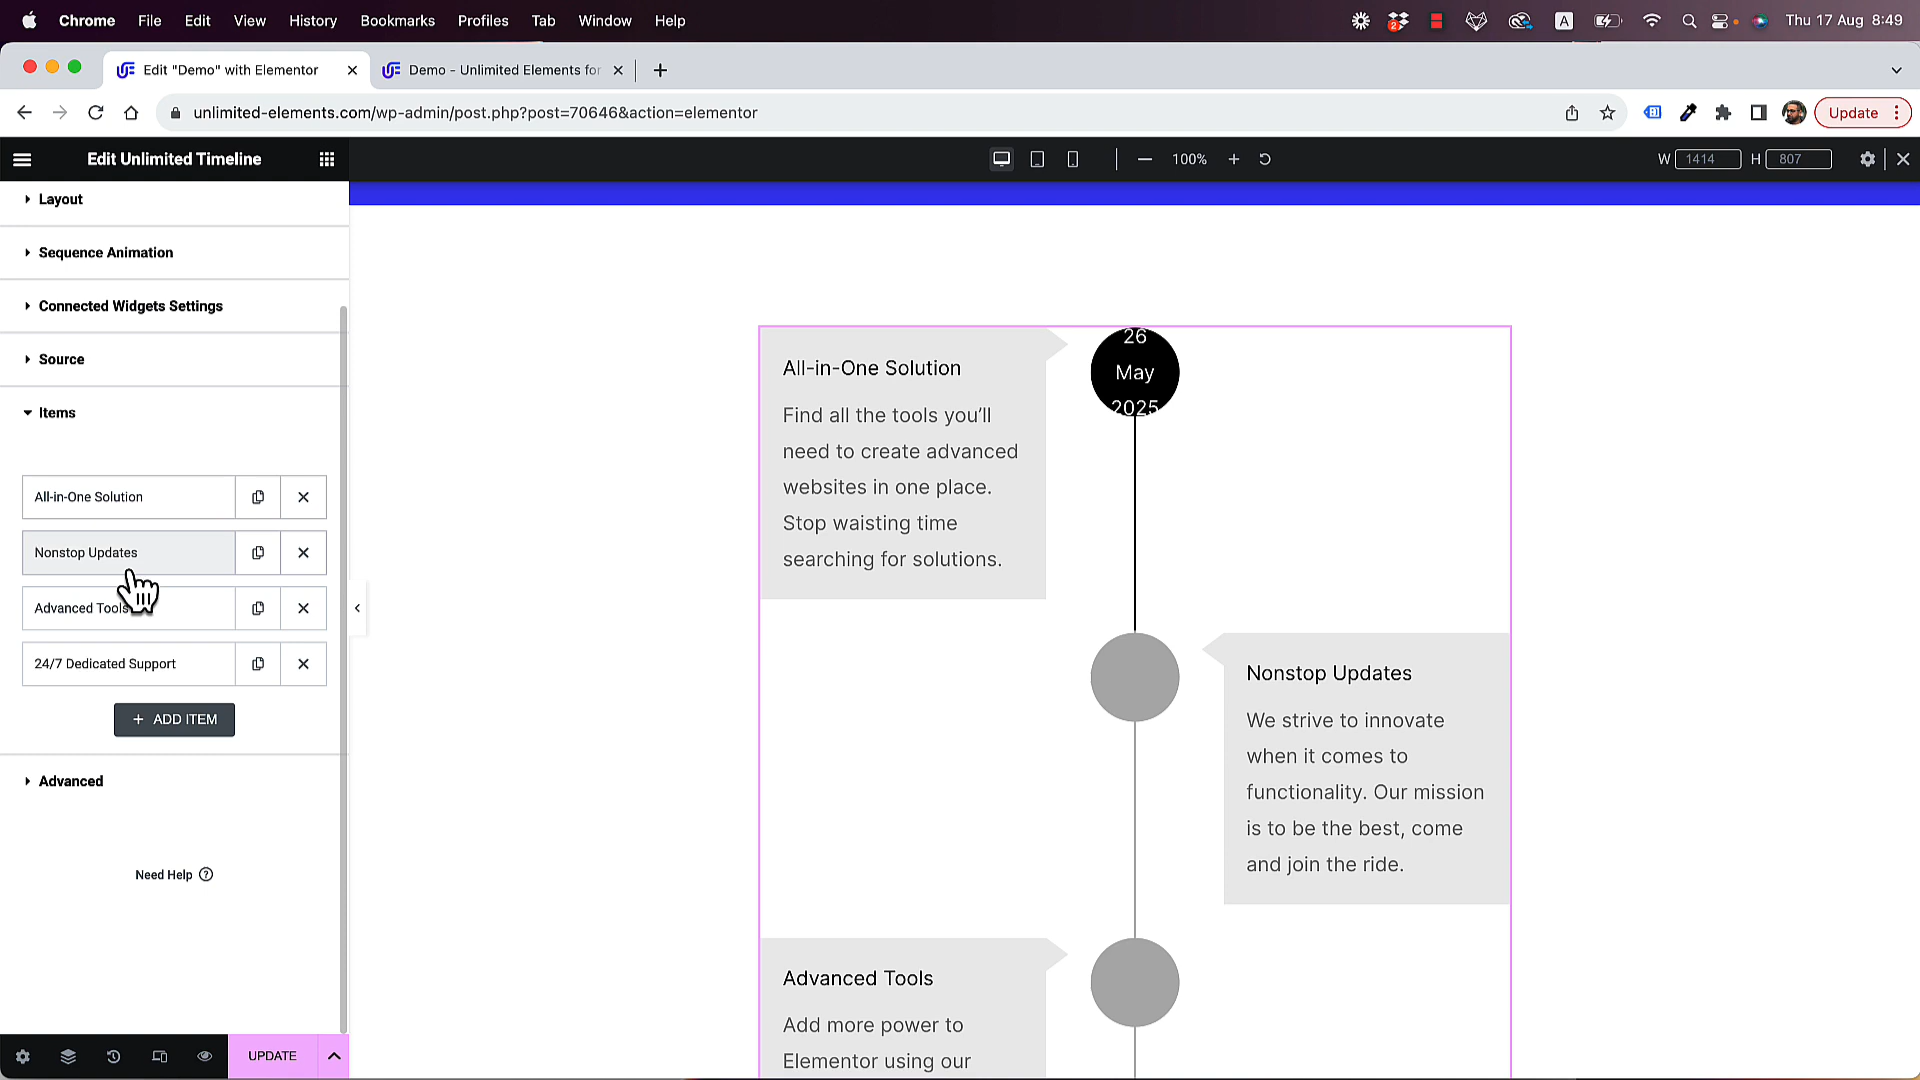 Chrome File Edit View History Bookmarks Profiles Tab Window Help
2 A Thu 17 Aug 8:49
Edit "Demo" with Elementor
Demo - Unlimited Elements for
unlimited-elements.com/wp-admin/post.php?post=70646&action=elementor
Update
Edit Unlimited Timeline
100%
W 1414 H 807
Layout
Sequence Animation
Connected Widgets Settings
Source
Items
All-in-One Solution
Nonstop Updates
Advanced Tools
24/7 Dedicated Support
+ ADD ITEM
Advanced
Need Help ?
UPDATE
All-in-One Solution
Find all the tools you'll
need to create advanced
websites in one place.
Stop waisting time
searching for solutions.
26
May
2025
Nonstop Updates
We strive to innovate
when it comes to
functionality. Our mission
is to be the best, come
and join the ride.
Advanced Tools
Add more power to
Elementor using our